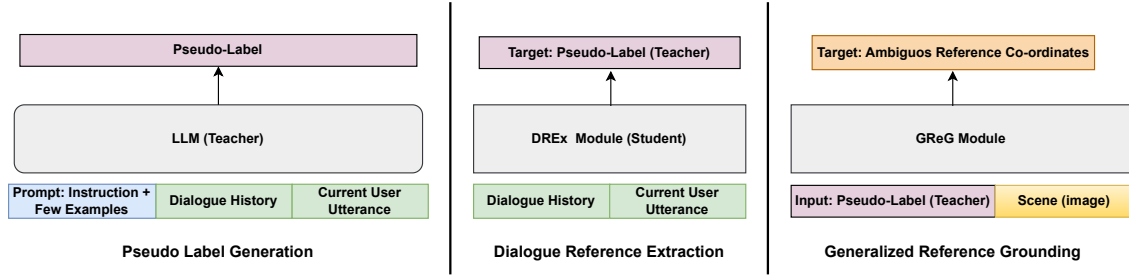 Pseudo-Label
LLM (Teacher)
Prompt: Instruction +
Few Examples
Dialogue History
Current User
Utterance
Pseudo Label Generation
Target: Pseudo-Label (Teacher)
DREx Module (Student)
Dialogue History
Current User
Utterance
Dialogue Reference Extraction
Target: Ambiguos Reference Co-ordinates
GReG Module
Input: Pseudo-Label (Teacher)
Scene (image)
Generalized Reference Grounding